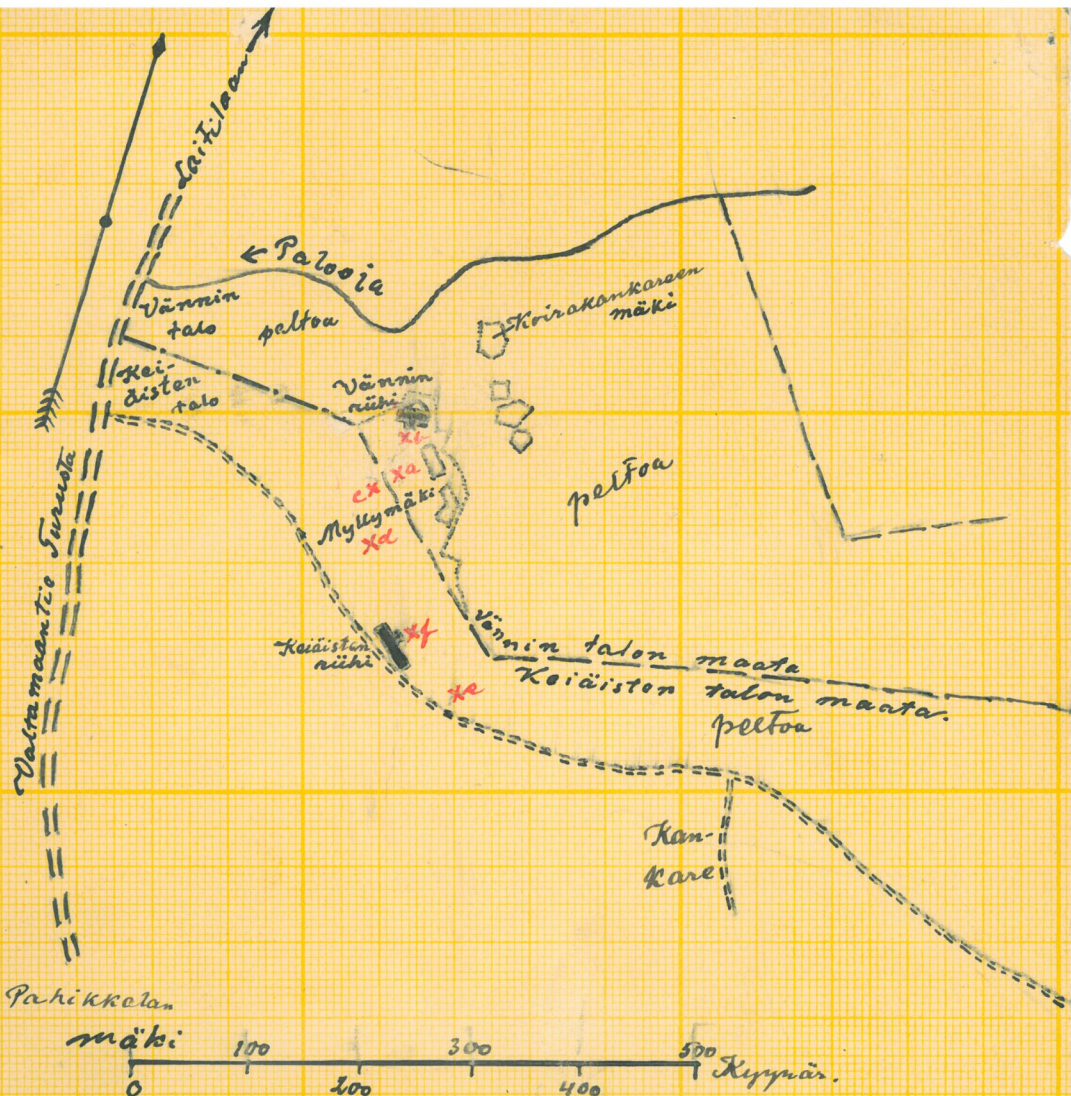 Laitilaan
← Palooja
Vännin
talo
peltoa
Koirakankareen
mäki
Kei-
äisten
talo
Vännin
riihi
xb
xa
cx
Myllymäki
xd
peltoa
Valtamaantie Turusta
Keiäisten
riihi
xf
xe
Vännin talon maata
Keiäisten talon maata.
peltoa
Kan-
kare
Pahikkalan
mäki
0 100 200 300 400 500 Kyynär.